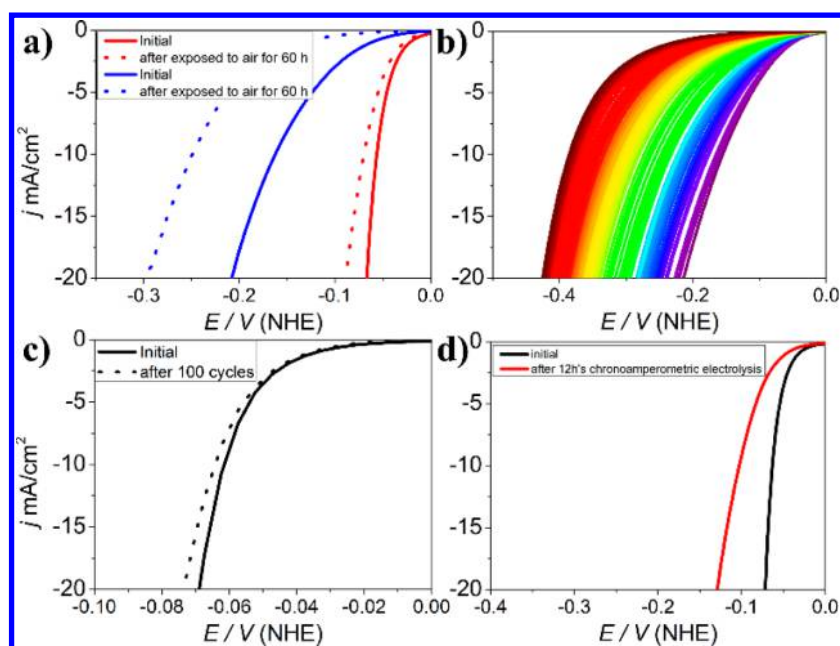 a)
Initial
after exposed to air for 60 h
Initial
after exposed to air for 60 h
j mA/cm²
0
-5
-10
-15
-20
-0.3 -0.2 -0.1 0.0
E / V (NHE)
b)
0
-5
-10
-15
-20
-0.4 -0.2 0.0
E / V (NHE)
c)
Initial
after 100 cycles
j mA/cm²
0
-5
-10
-15
-20
-0.10 -0.08 -0.06 -0.04 -0.02 0.00
E / V (NHE)
d)
initial
after 12h's chronoamperometric electrolysis
0
-5
-10
-15
-20
-0.4 -0.3 -0.2 -0.1 0.0
E / V (NHE)